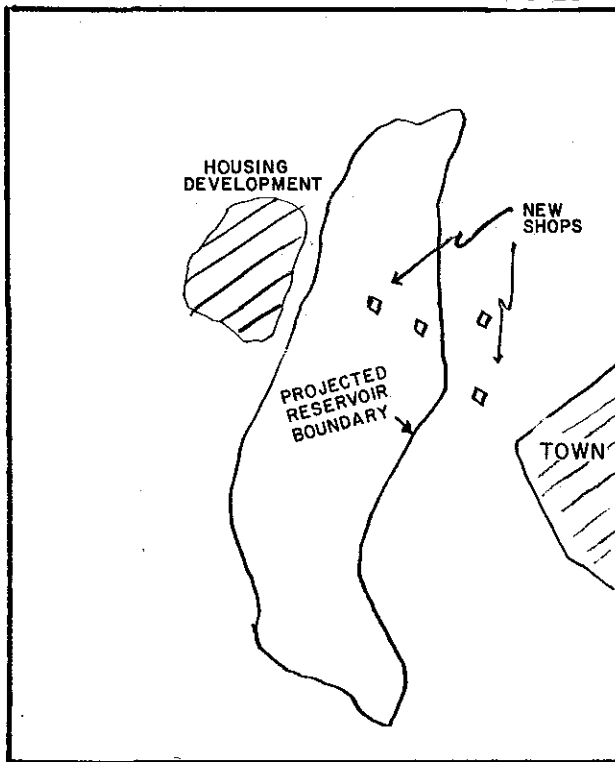 HOUSING
DEVELOPMENT
NEW
SHOPS
PROJECTED
RESERVOIR
BOUNDARY
TOWN